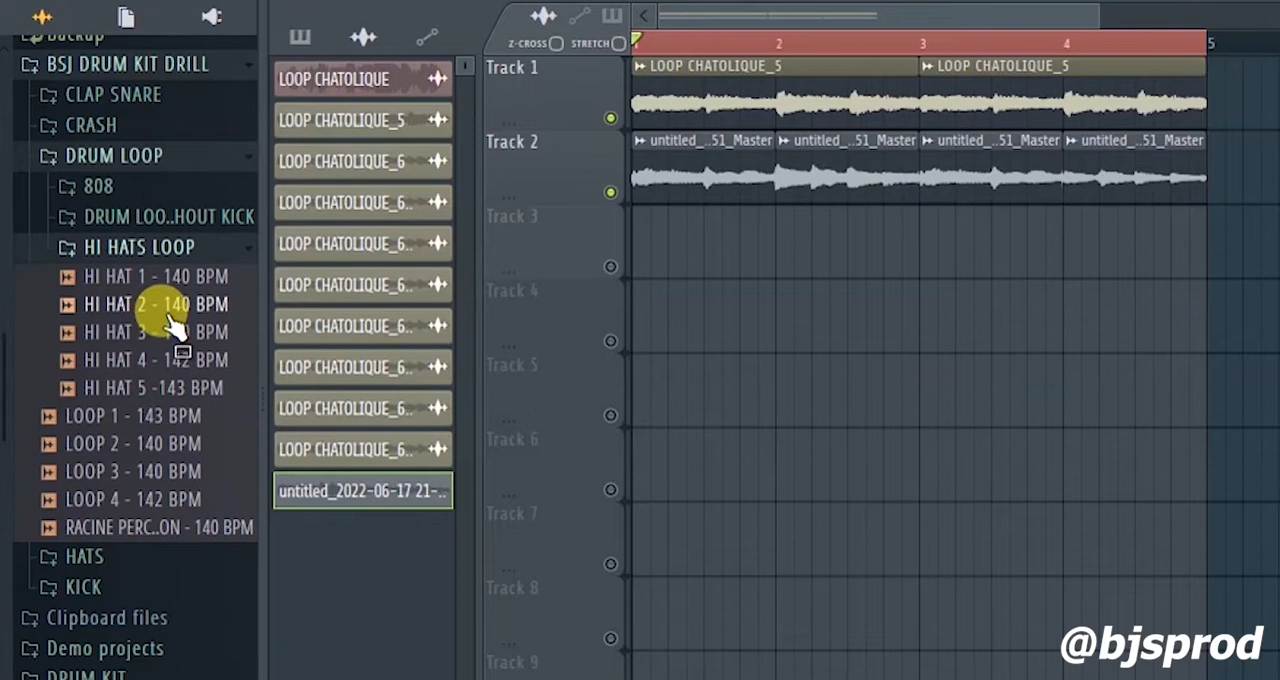 Backup
BSJ DRUM KIT DRILL
CLAP SNARE
CRASH
DRUM LOOP
808
DRUM LOO..HOUT KICK
HI HATS LOOP
HI HAT 1 - 140 BPM
HI HAT 2 - 140 BPM
HI HAT 3 - BPM
HI HAT 4 - 142 BPM
HI HAT 5 -143 BPM
LOOP 1 - 143 BPM
LOOP 2 - 140 BPM
LOOP 3 - 140 BPM
LOOP 4 - 142 BPM
RACINE PERC..ON - 140 BPM
HATS
KICK
Clipboard files
Demo projects
DRUM KIT
LOOP CHATOLIQUE
LOOP CHATOLIQUE_5
LOOP CHATOLIQUE_6
LOOP CHATOLIQUE_6..
LOOP CHATOLIQUE_6..
LOOP CHATOLIQUE_6..
LOOP CHATOLIQUE_6..
LOOP CHATOLIQUE_6..
LOOP CHATOLIQUE_6..
LOOP CHATOLIQUE_6..
untitled_2022-06-17 21-..
Z-CROSS STRETCH
1 2 3 4 5
Track 1
LOOP CHATOLIQUE_5 LOOP CHATOLIQUE_5
Track 2
untitled_..51_Master untitled_..51_Master untitled_..51_Master untitled_..51_Master
Track 3
Track 4
Track 5
Track 6
Track 7
Track 8
Track 9
@bjsprod